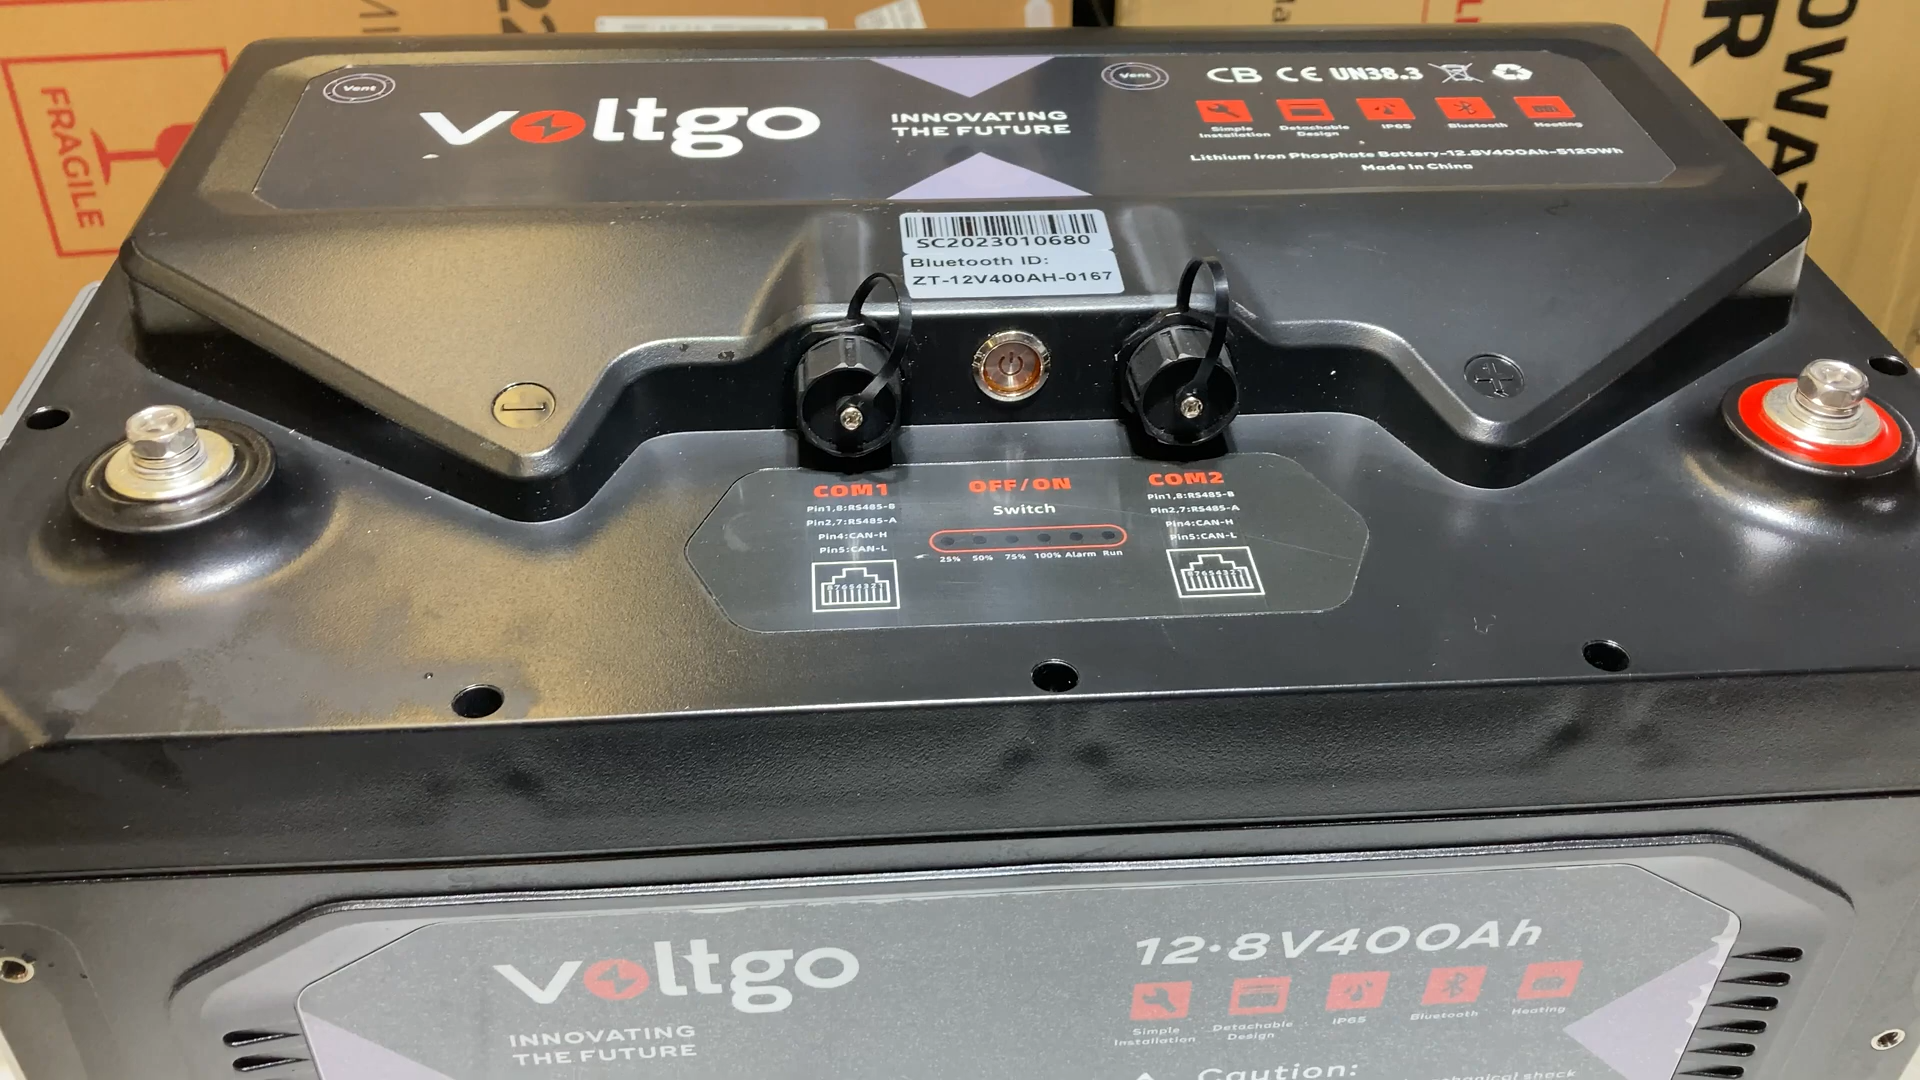 FRAGILE
Vent
voltgo
INNOVATING
THE FUTURE
Vent
CB CE UN38.3
Simple
Installation
Detachable
Design
IP65
Bluetooth
Heating
Lithium Iron Phosphate Battery-12.8V400Ah-5120Wh
Made In China
SC2023010680
Bluetooth ID:
ZT-12V400AH-0167
COM1
Pin1,8:RS485-B
Pin2,7:RS485-A
Pin4:CAN-H
Pin5:CAN-L
87654321
OFF/ON
Switch
25% 50% 75% 100% Alarm Run
COM2
Pin1,8:RS485-B
Pin2,7:RS485-A
Pin4:CAN-H
Pin5:CAN-L
87654321
voltgo
INNOVATING
THE FUTURE
12.8V400Ah
Simple
Installation
Detachable
Design
IP65
Bluetooth
Heating
Caution:
shock